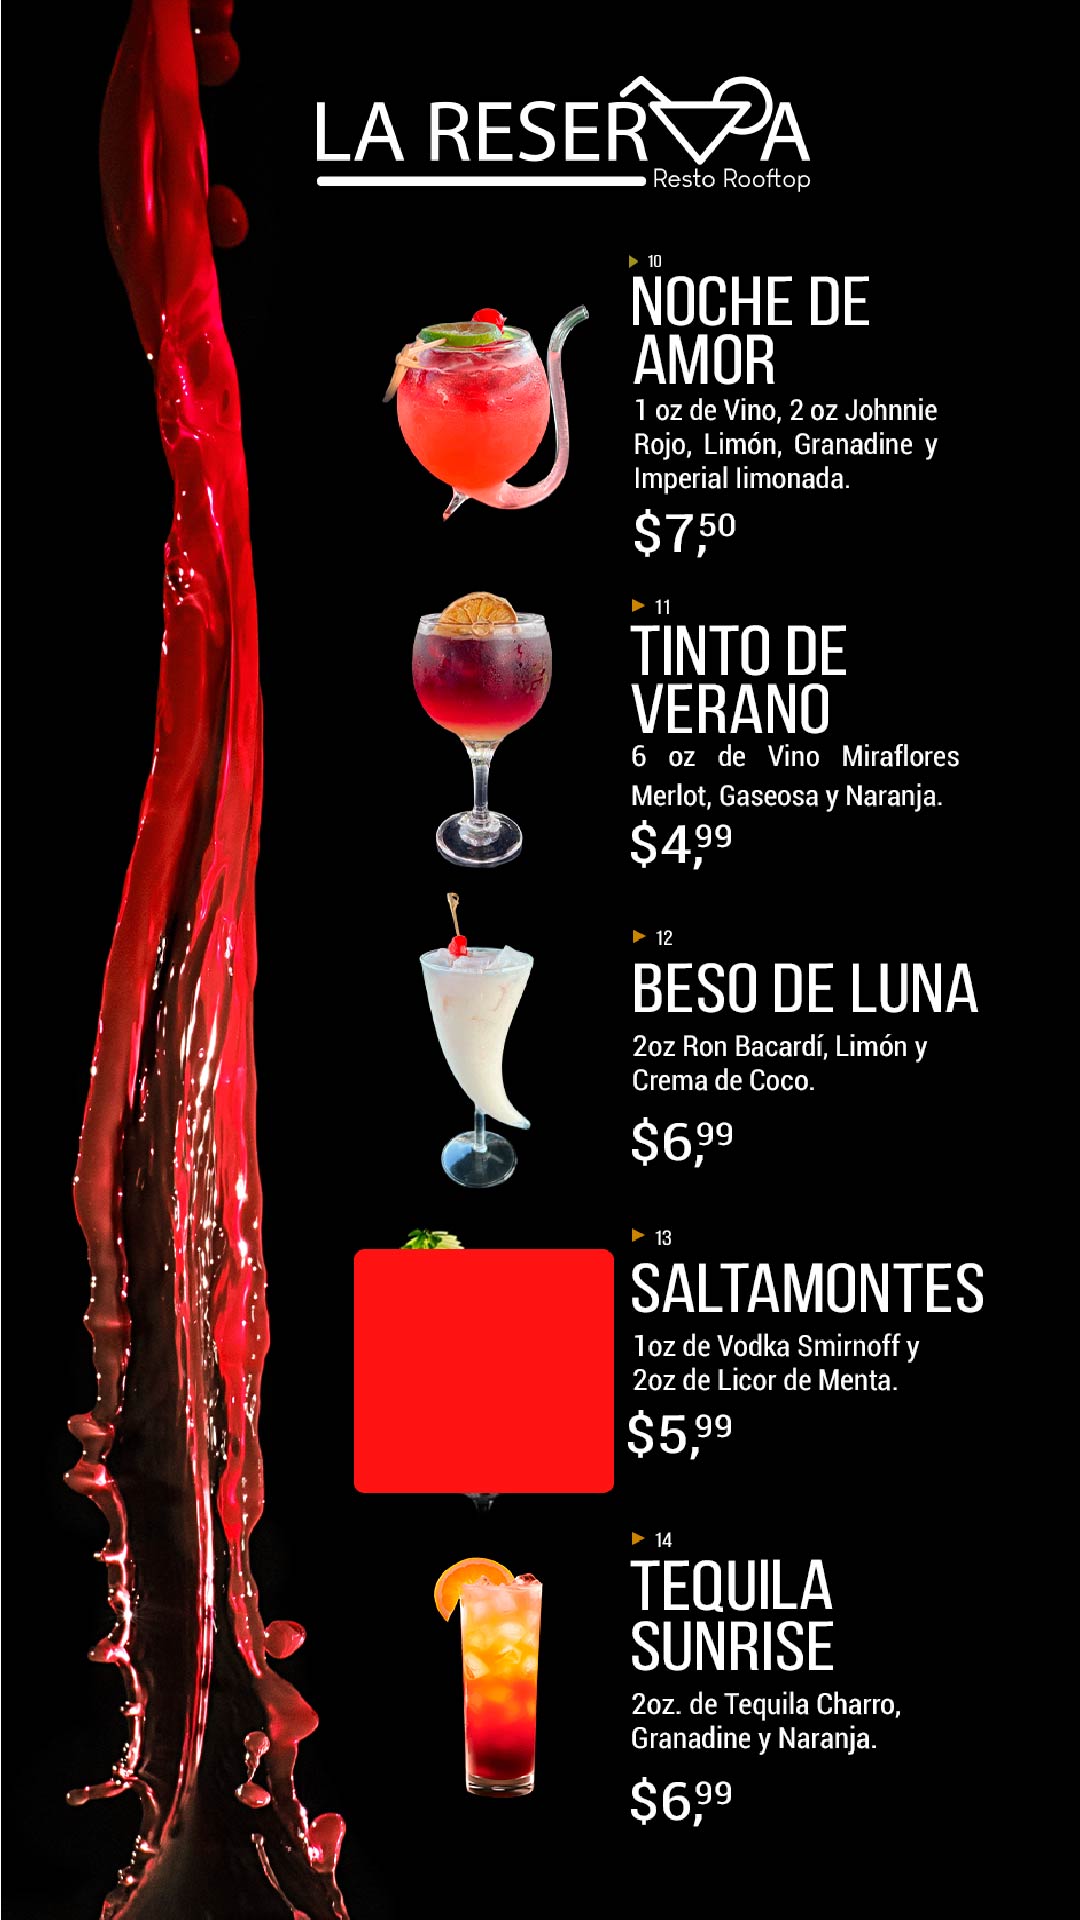 LA RESERVA
Resto Rooftop
10
NOCHE DE
AMOR
1 oz de Vino, 2 oz Johnnie
Rojo, Limón, Granadine y
Imperial limonada.
$7,50
11
TINTO DE
VERANO
6 oz de Vino Miraflores
Merlot, Gaseosa y Naranja.
$4,99
12
BESO DE LUNA
2oz Ron Bacardí, Limón y
Crema de Coco.
$6,99
13
SALTAMONTES
1oz de Vodka Smirnoff y
2oz de Licor de Menta.
$5,99
14
TEQUILA
SUNRISE
2oz. de Tequila Charro,
Granadine y Naranja.
$6,99